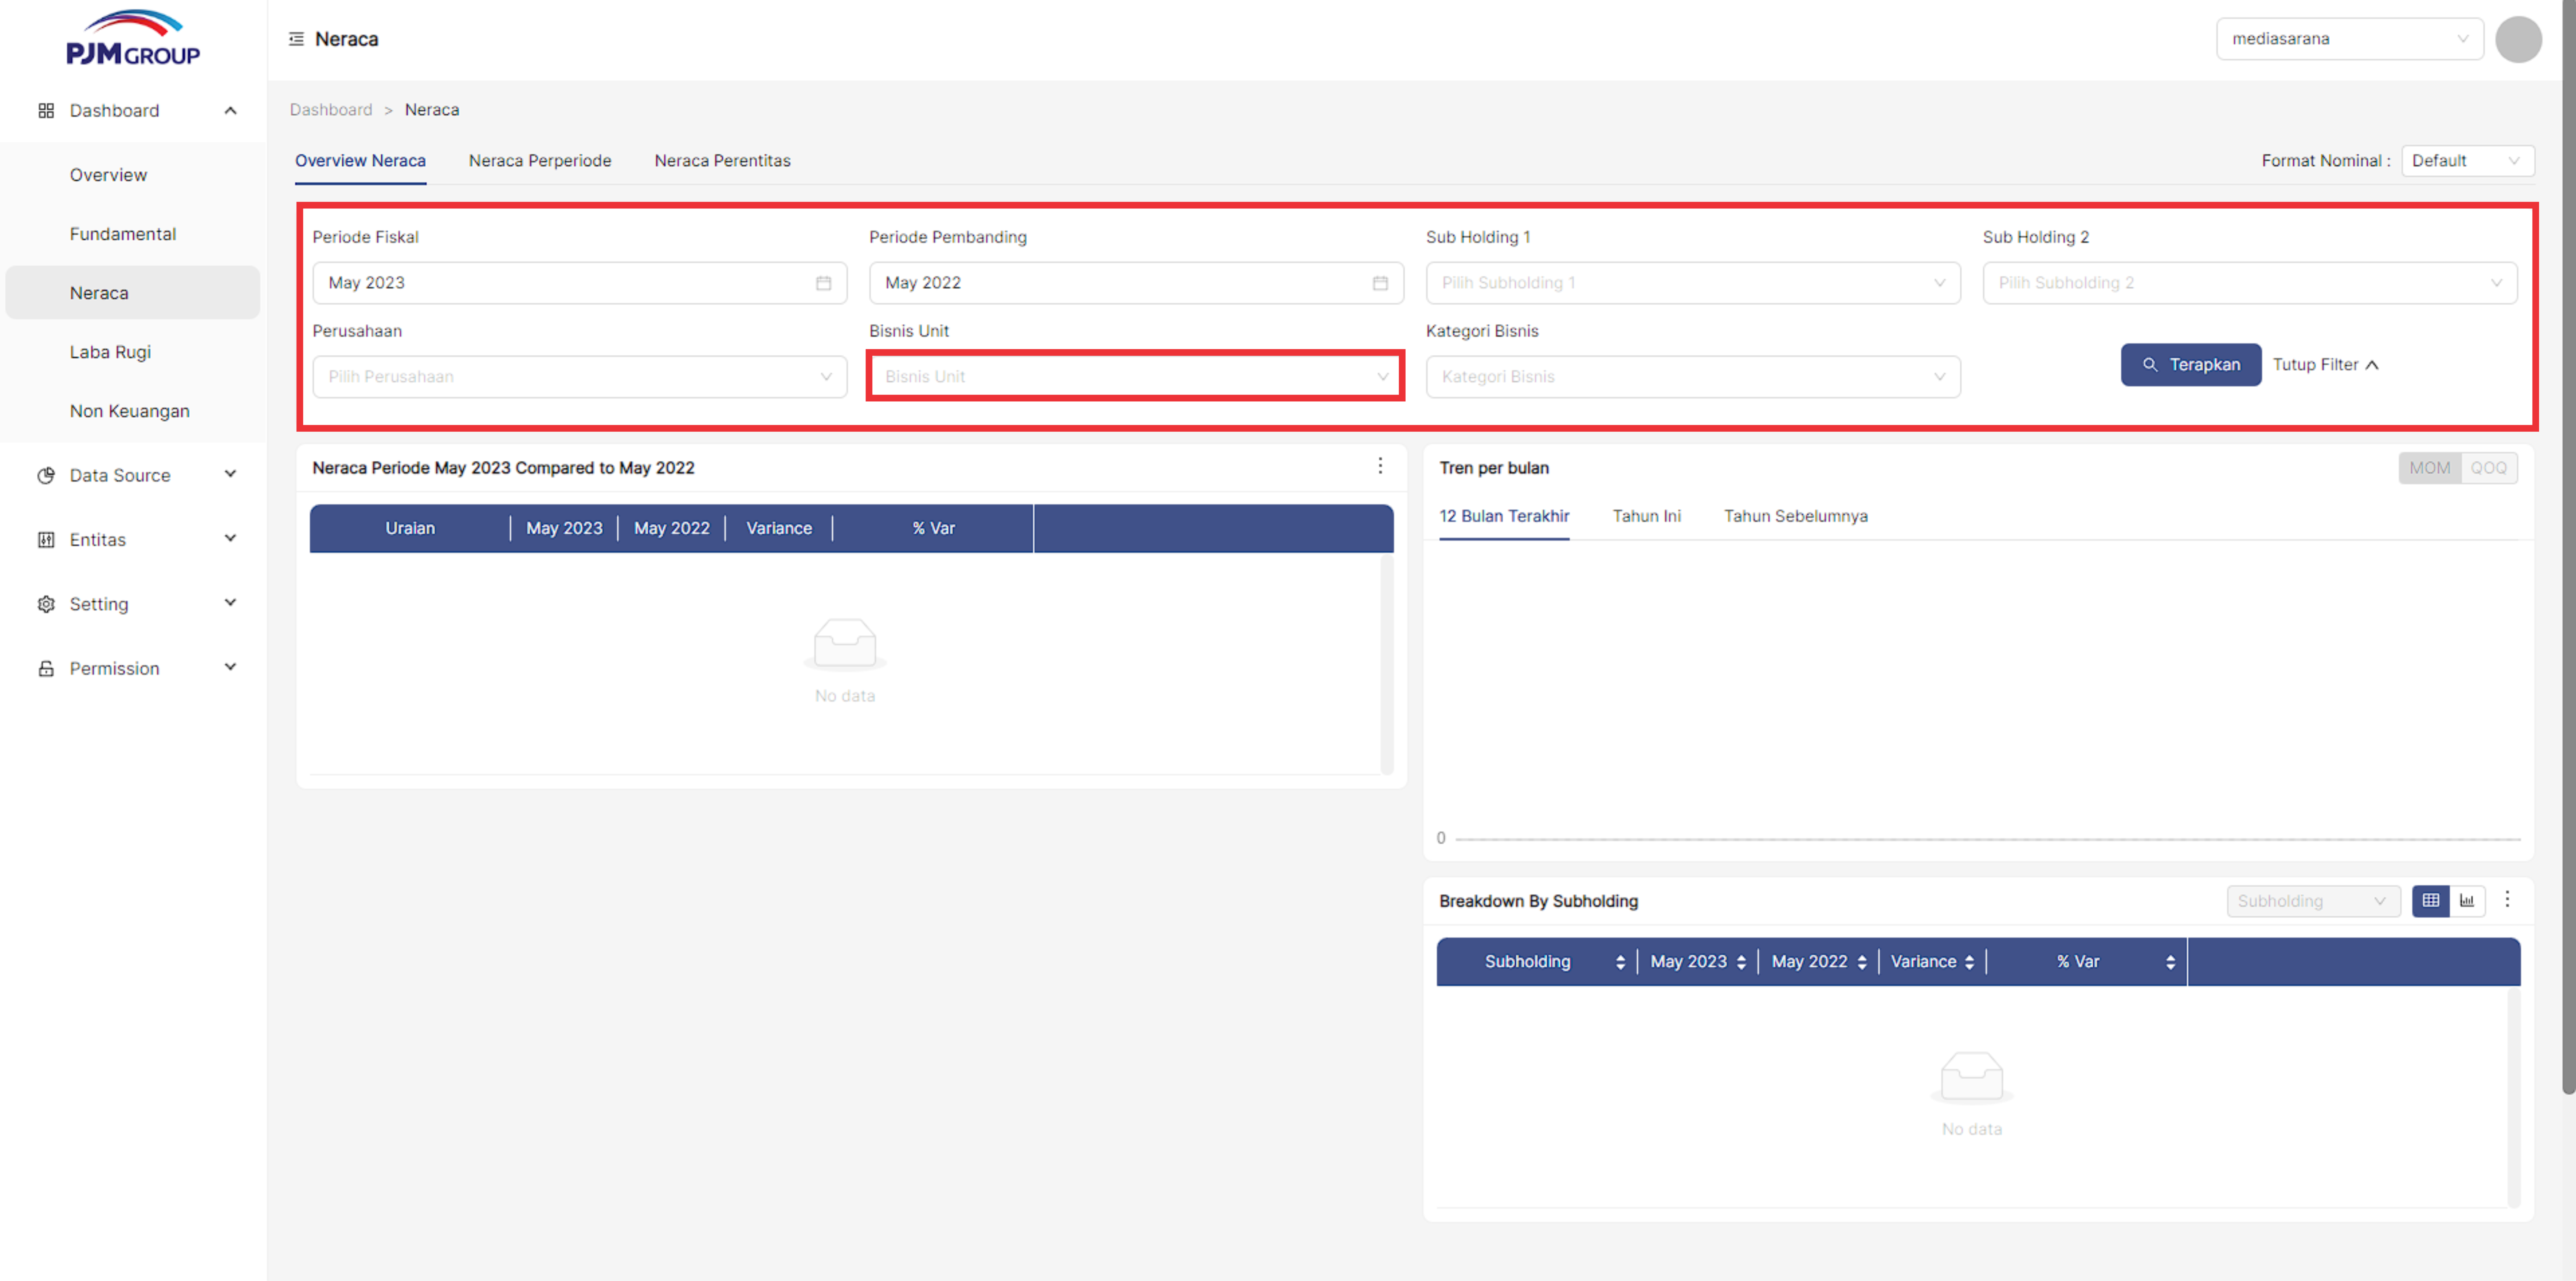 PJM GROUP
Neraca
mediasarana
Dashboard
Overview
Fundamental
Neraca
Laba Rugi
Non Keuangan
Data Source
Entitas
Setting
Permission
Dashboard > Neraca
Overview Neraca Neraca Perperiode Neraca Perentitas
Format Nominal : Default
Periode Fiskal Periode Pembanding Sub Holding 1 Sub Holding 2
May 2023 May 2022 Pilih Subholding 1 Pilih Subholding 2
Perusahaan Bisnis Unit Kategori Bisnis
Pilih Perusahaan Bisnis Unit Kategori Bisnis
Terapkan Tutup Filter
Neraca Periode May 2023 Compared to May 2022
Uraian May 2023 May 2022 Variance % Var
No data
Tren per bulan
MOM QOQ
12 Bulan Terakhir Tahun Ini Tahun Sebelumnya
0
Breakdown By Subholding
Subholding
Subholding May 2023 May 2022 Variance % Var
No data